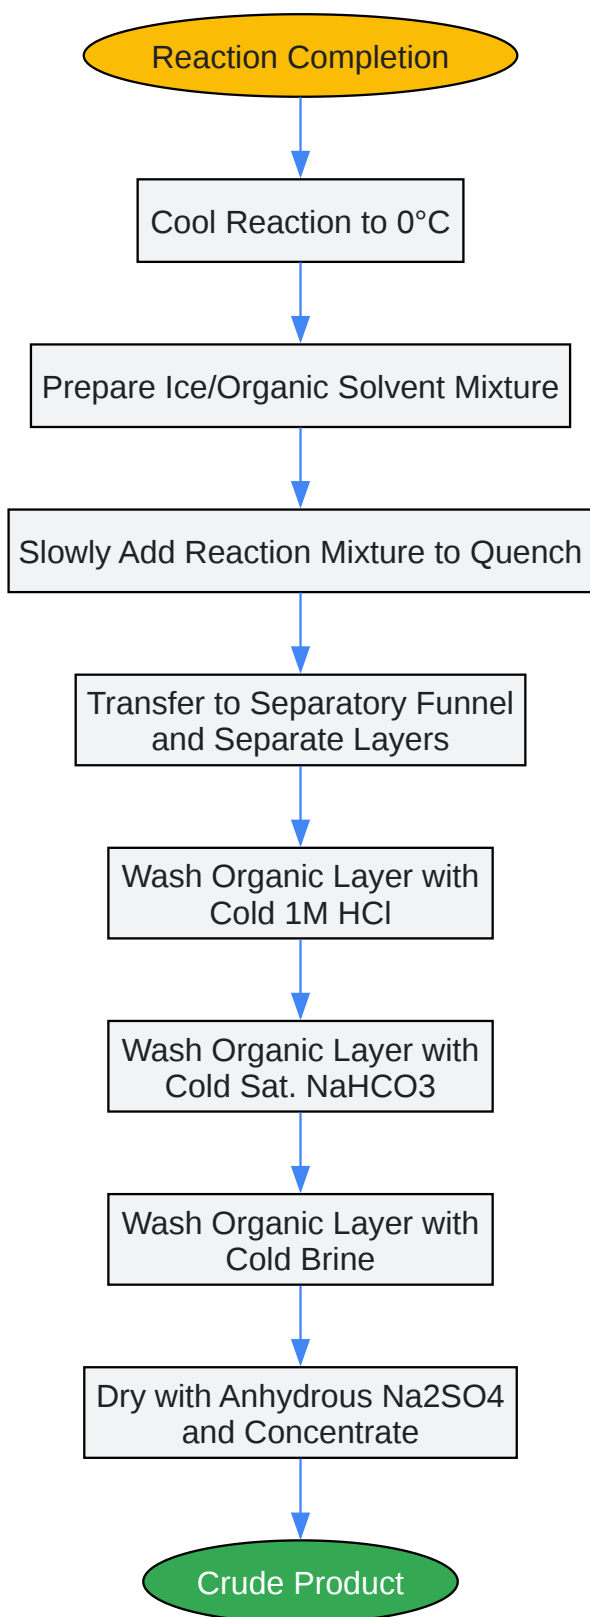 Reaction Completion
Cool Reaction to 0°C
Prepare Ice/Organic Solvent Mixture
Slowly Add Reaction Mixture to Quench
Transfer to Separatory Funnel
and Separate Layers
Wash Organic Layer with
Cold 1M HCl
Wash Organic Layer with
Cold Sat. NaHCO3
Wash Organic Layer with
Cold Brine
Dry with Anhydrous Na2SO4
and Concentrate
Crude Product